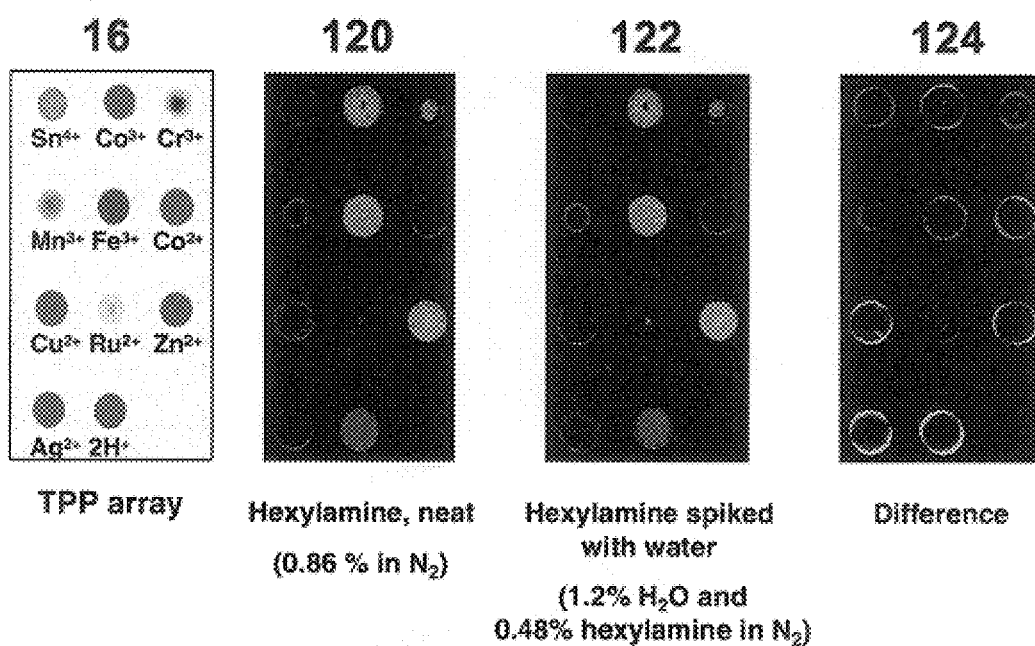 16 120 122 124
Sn⁴⁺ Co³⁺ Cr³⁺
Mn³⁺ Fe³⁺ Co²⁺
Cu²⁺ Ru²⁺ Zn²⁺
Ag²⁺ 2H⁺
TPP array
Hexylamine, neat
(0.86 % in N₂)
Hexylamine spiked
with water
(1.2% H₂O and
0.48% hexylamine in N₂)
Difference